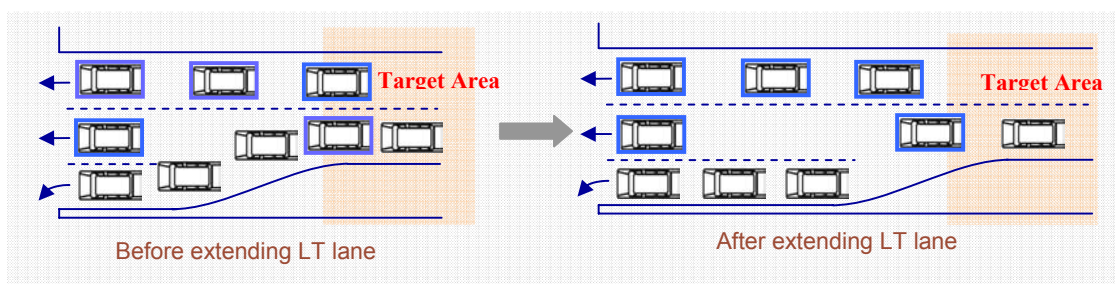 Target Area
Target Area
Before extending LT lane
After extending LT lane